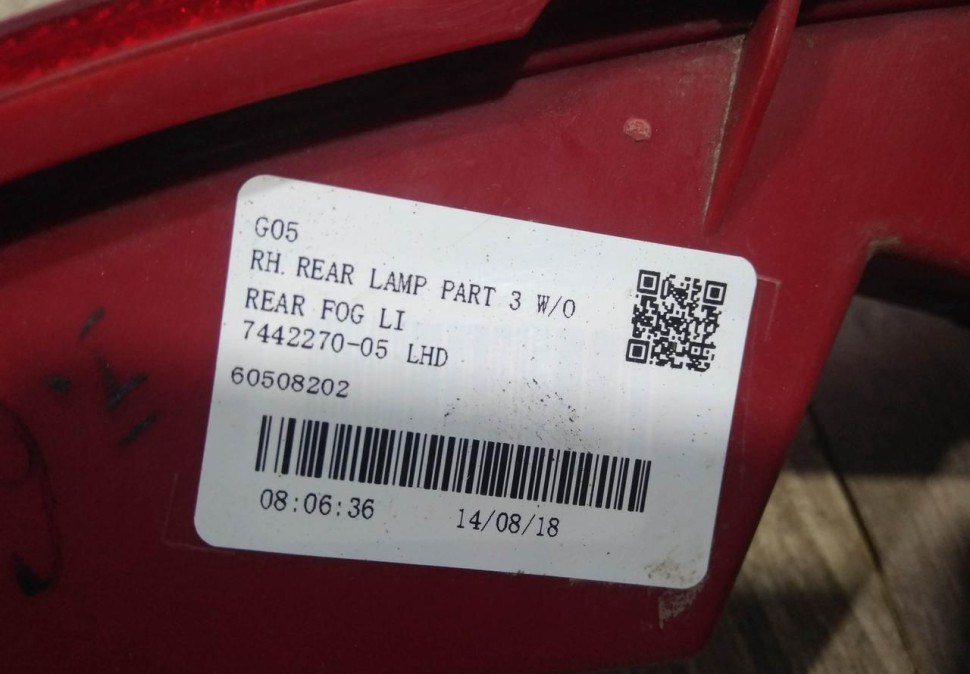 G05
RH. REAR LAMP PART 3 W/O
REAR FOG LI
7442270-05 LHD
60508202
08:06:36 14/08/18